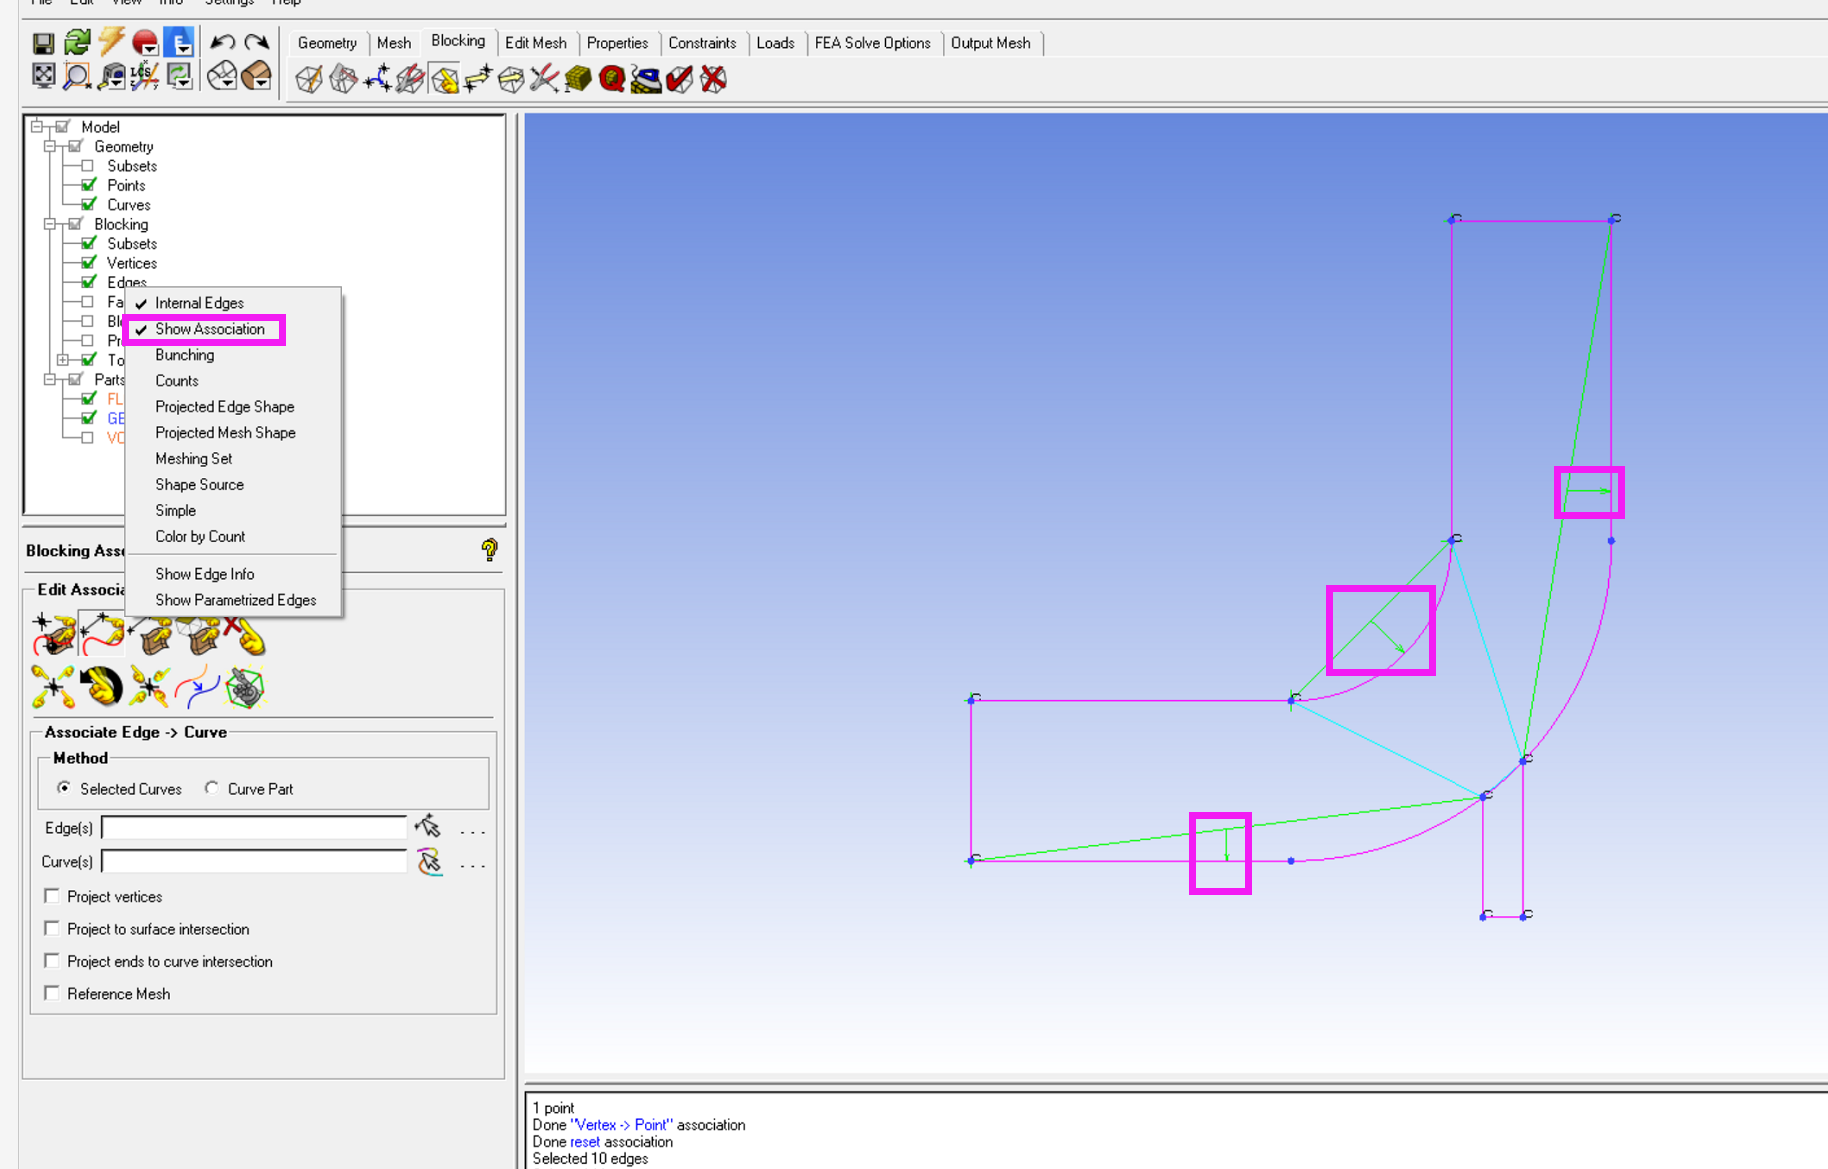 File Edit View Info Settings Help
Geometry Mesh Blocking Edit Mesh Properties Constraints Loads FEA Solve Options Output Mesh
LCS
Model
Geometry
Subsets
Points
Curves
Blocking
Subsets
Vertices
Edges
Fa
Bl
Pr
To
Parts
FL
GE
VO
Internal Edges
Show Association
Bunching
Counts
Projected Edge Shape
Projected Mesh Shape
Meshing Set
Shape Source
Simple
Color by Count
Show Edge Info
Show Parametrized Edges
Blocking Asso
Edit Associa
Associate Edge -> Curve
Method
Selected Curves Curve Part
Edge(s) ...
Curve(s) ...
Project vertices
Project to surface intersection
Project ends to curve intersection
Reference Mesh
1 point
Done "Vertex -> Point" association
Done reset association
Selected 10 edges